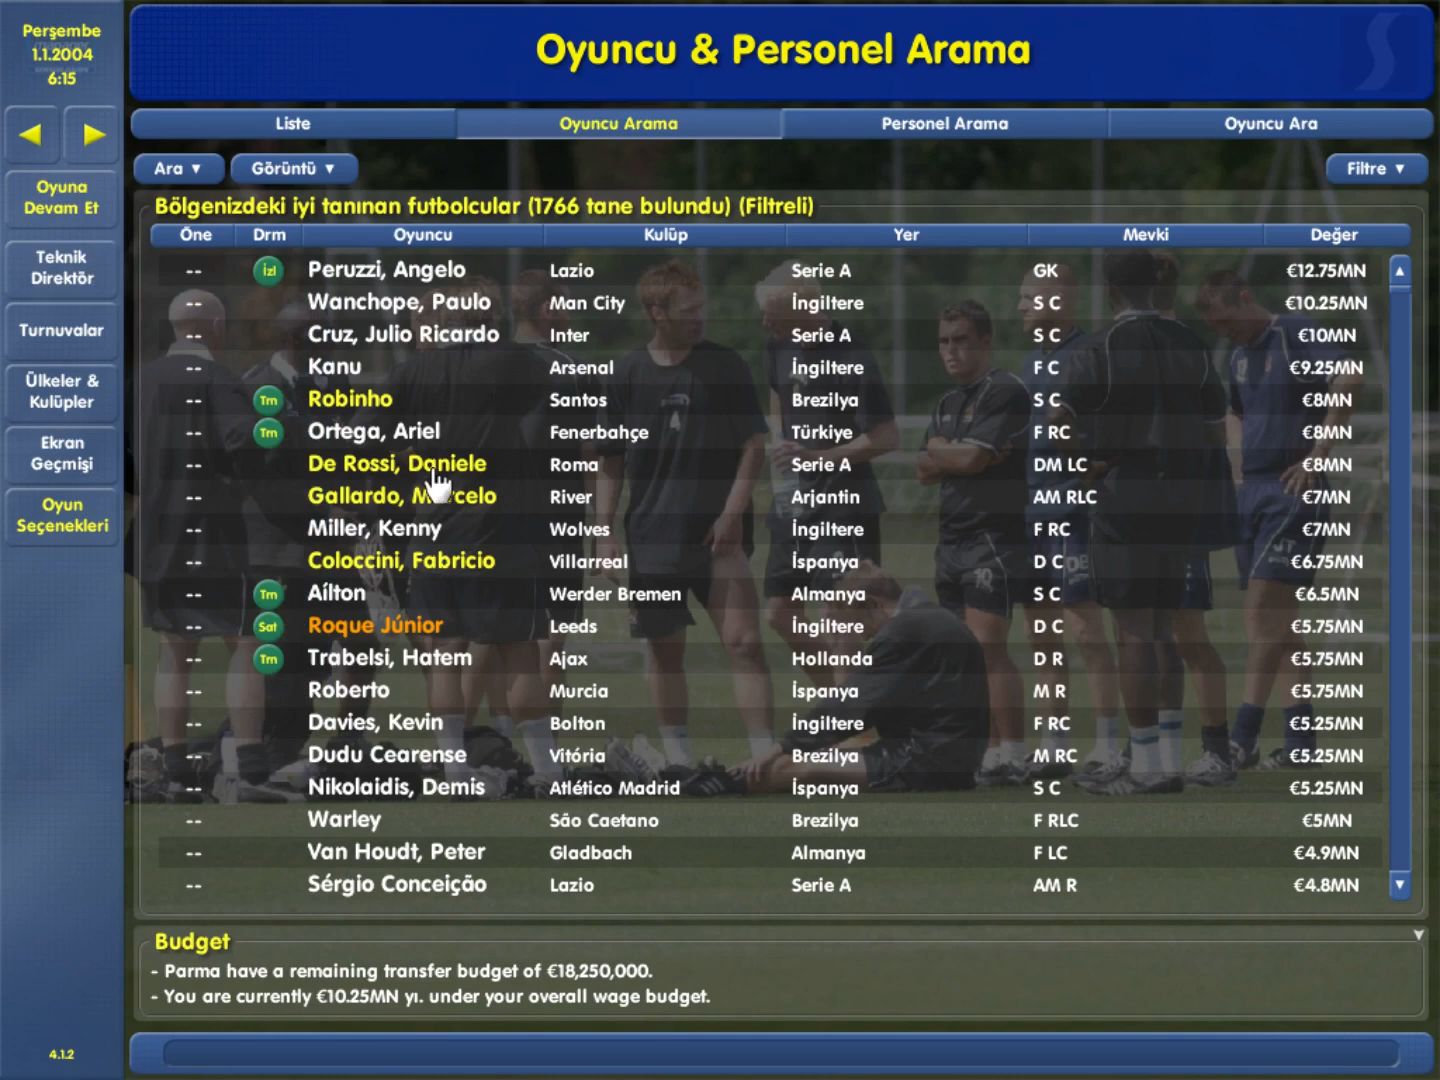 Perşembe
1.1.2004
6:15
Oyuncu & Personel Arama
Liste
Oyuncu Arama
Personel Arama
Oyuncu Ara
Ara ▼
Görüntü ▼
Filtre ▼
Oyuna
Devam Et
Teknik
Direktör
Turnuvalar
Ülkeler &
Kulüpler
Ekran
Geçmişi
Oyun
Seçenekleri
Bölgenizdeki iyi tanınan futbolcular (1766 tane bulundu) (Filtreli)
Öne Drm Oyuncu Kulüp Yer Mevki Değer
-- İzl Peruzzi, Angelo Lazio Serie A GK €12.75MN
-- Wanchope, Paulo Man City İngiltere S C €10.25MN
-- Cruz, Julio Ricardo Inter Serie A S C €10MN
-- Kanu Arsenal İngiltere F C €9.25MN
-- Trn Robinho Santos Brezilya S C €8MN
-- Trn Ortega, Ariel Fenerbahçe Türkiye F RC €8MN
-- De Rossi, Daniele Roma Serie A DM LC €8MN
-- Gallardo, Marcelo River Arjantin AM RLC €7MN
-- Miller, Kenny Wolves İngiltere F RC €7MN
-- Coloccini, Fabricio Villarreal İspanya D C €6.75MN
-- Trn Aílton Werder Bremen Almanya S C €6.5MN
-- Sat Roque Júnior Leeds İngiltere D C €5.75MN
-- Trn Trabelsi, Hatem Ajax Hollanda D R €5.75MN
-- Roberto Murcia İspanya M R €5.75MN
-- Davies, Kevin Bolton İngiltere F RC €5.25MN
-- Dudu Cearense Vitória Brezilya M RC €5.25MN
-- Nikolaidis, Demis Atlético Madrid İspanya S C €5.25MN
-- Warley São Caetano Brezilya F RLC €5MN
-- Van Houdt, Peter Gladbach Almanya F LC €4.9MN
-- Sérgio Conceição Lazio Serie A AM R €4.8MN
Budget
- Parma have a remaining transfer budget of €18,250,000.
- You are currently €10.25MN yı. under your overall wage budget.
4.1.2